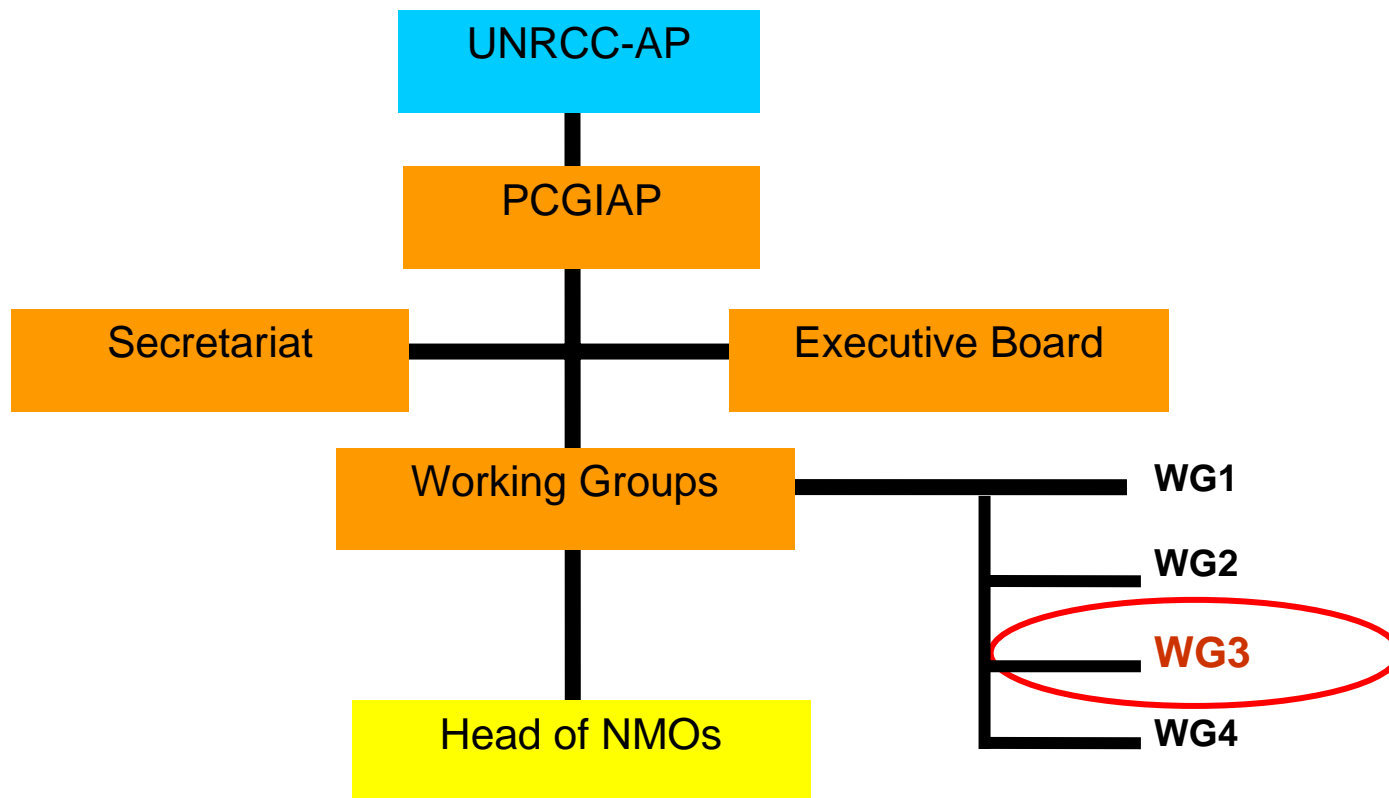 UNRCC-AP
PCGIAP
Secretariat
Executive Board
Working Groups
WG1
WG2
WG3
WG4
Head of NMOs